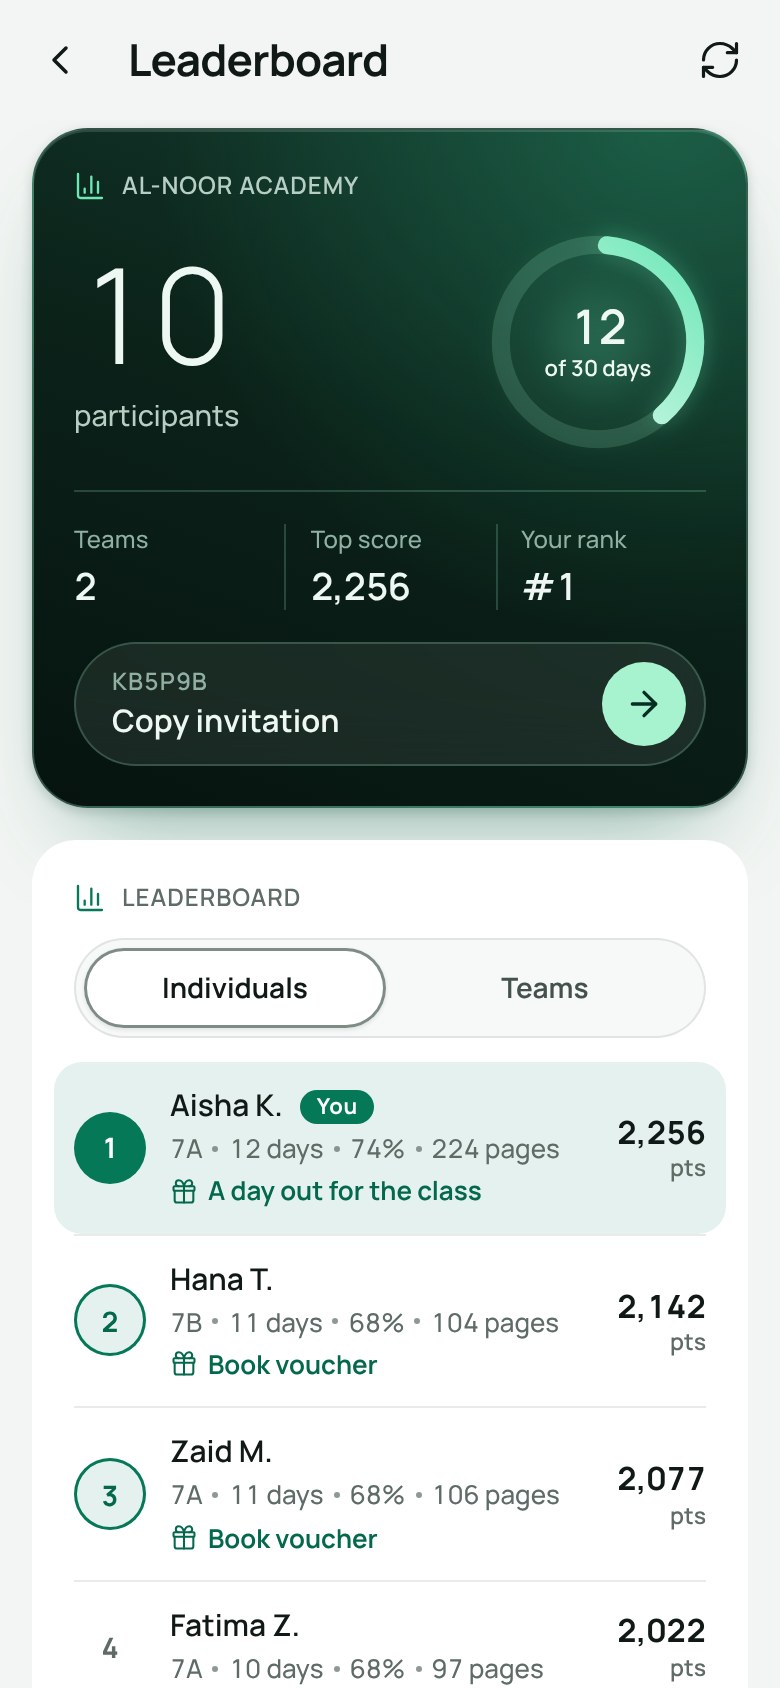 Leaderboard
AL-NOOR ACADEMY
10
participants
12
of 30 days
Teams
2
Top score
2,256
Your rank
#1
KB5P9B
Copy invitation
LEADERBOARD
Individuals
Teams
1
Aisha K.
You
7A • 12 days • 74% • 224 pages
A day out for the class
2,256
pts
2
Hana T.
7B • 11 days • 68% • 104 pages
Book voucher
2,142
pts
3
Zaid M.
7A • 11 days • 68% • 106 pages
Book voucher
2,077
pts
4
Fatima Z.
7A • 10 days • 68% • 97 pages
2,022
pts